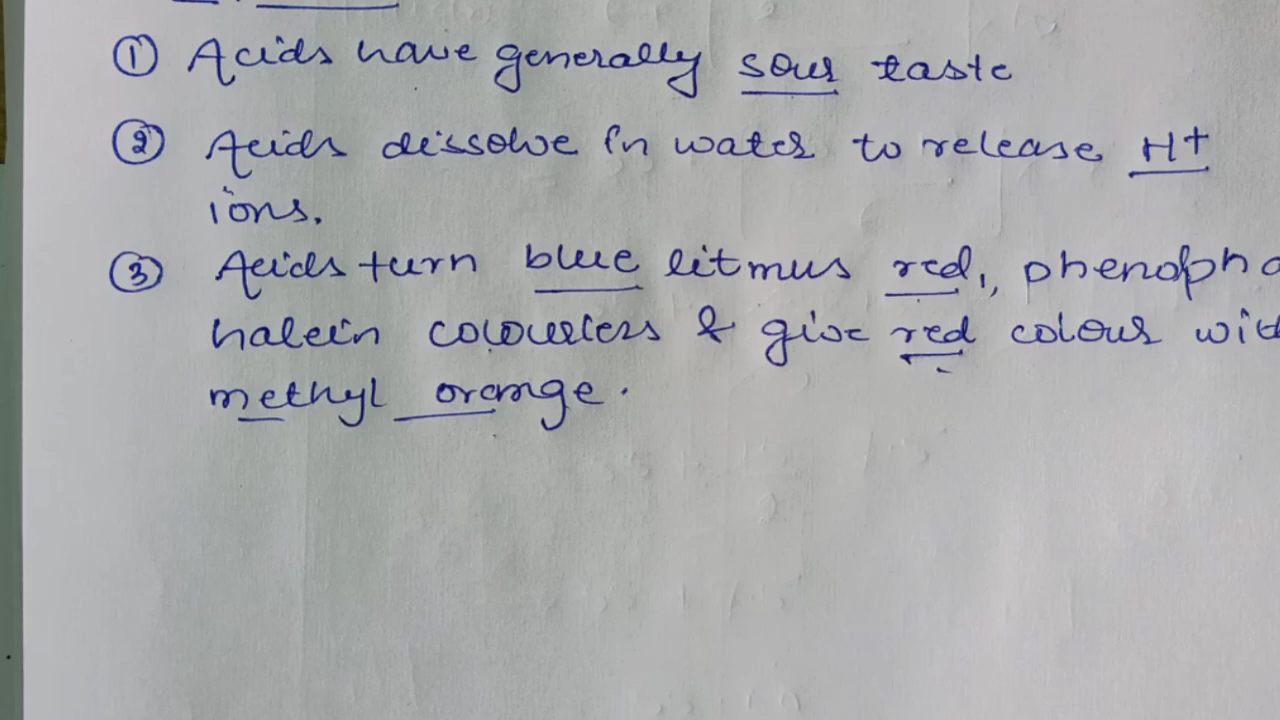 ① Acids have generally sour taste
② Acids dissolve in water to release H+
ions.
③ Acids turn blue litmus red, phenolpha
halein colourless & give red colour wit
methyl orange.